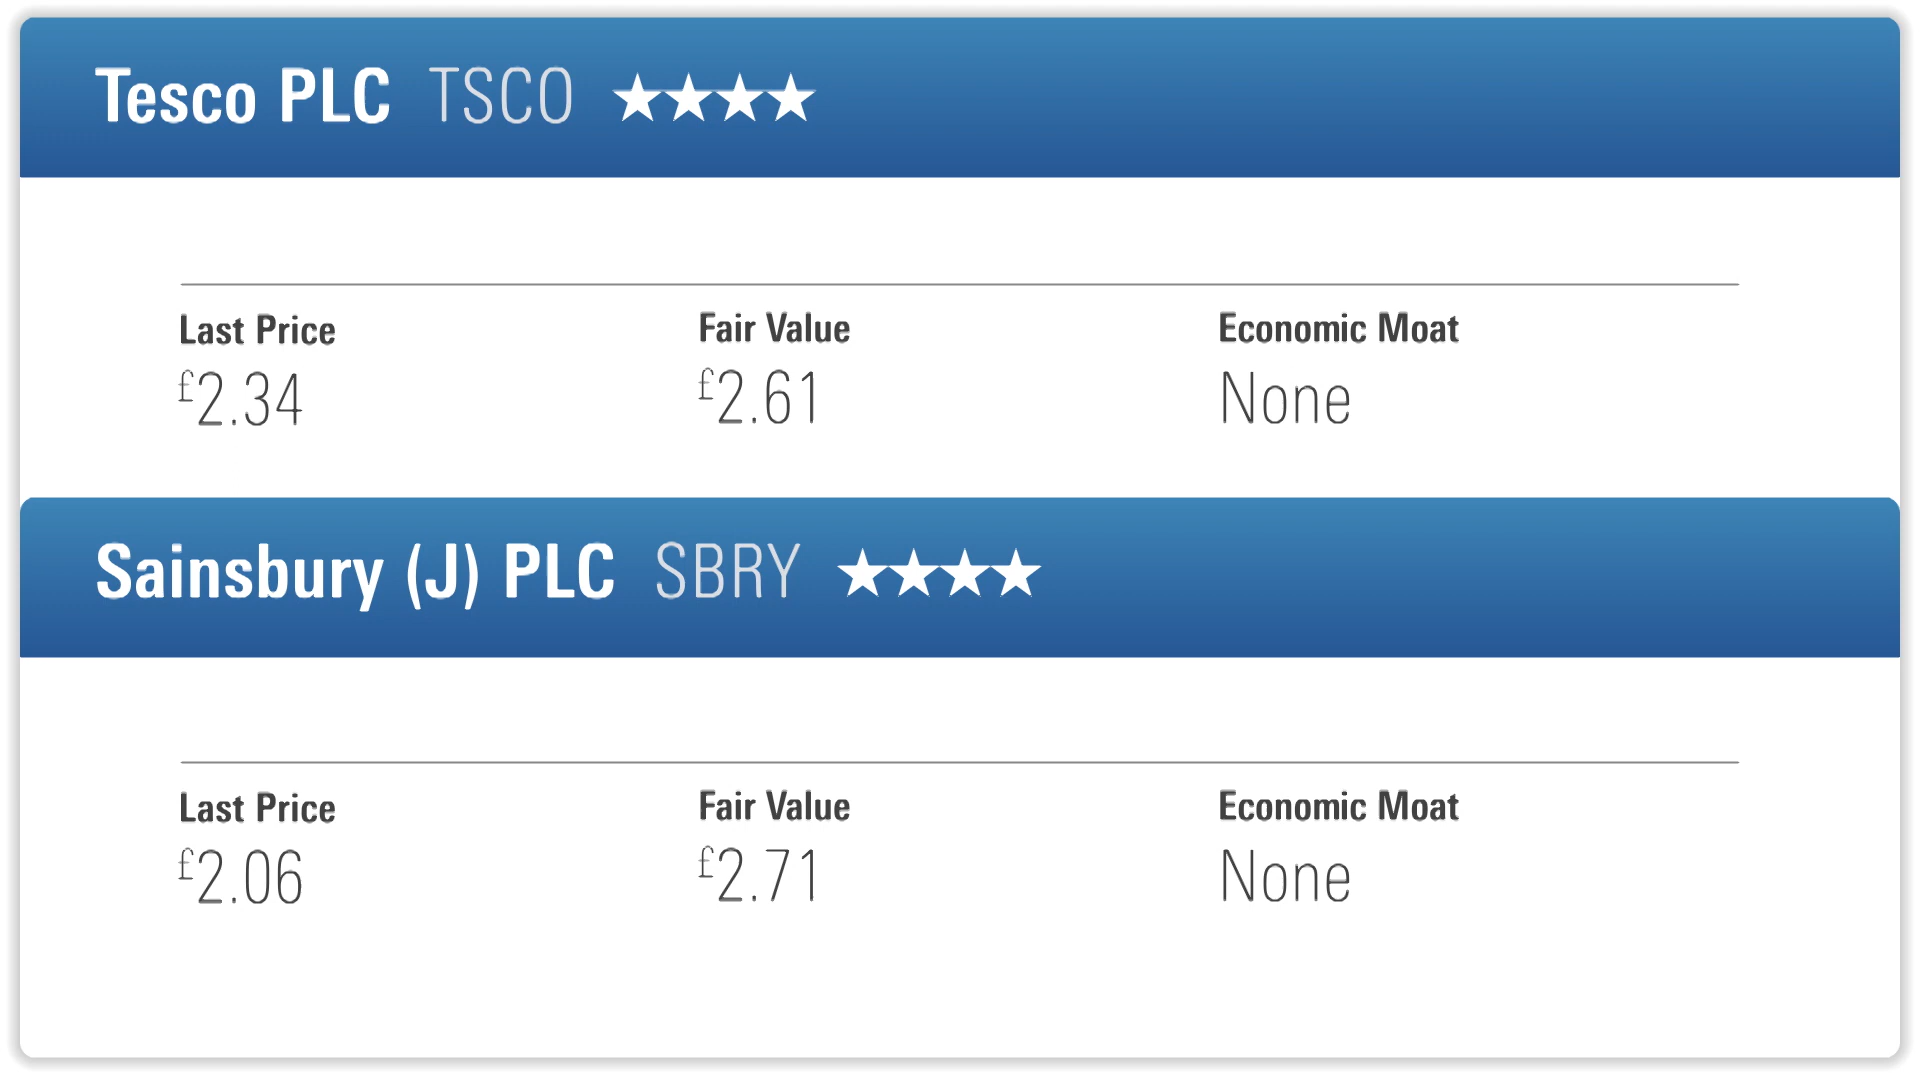 Tesco PLC TSCO ★★★★
Last Price Fair Value Economic Moat
£2.34 £2.61 None
Sainsbury (J) PLC SBRY ★★★★
Last Price Fair Value Economic Moat
£2.06 £2.71 None